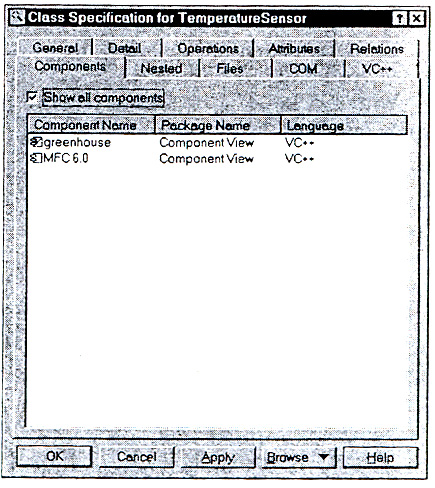 Class Specification for TemperatureSensor
General Detail Operations Attributes Relations
Components Nested Files COM VC++
Show all components
Component Name Package Name Language
greenhouse Component View VC++
MFC 6.0 Component View VC++
OK Cancel Apply Browse Help